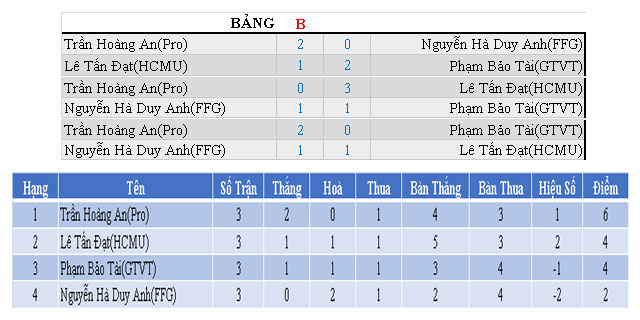 BẢNG B
Trần Hoàng An(Pro) 2 0 Nguyễn Hà Duy Anh(FFG)
Lê Tấn Đạt(HCMU) 1 2 Phạm Bảo Tài(GTVT)
Trần Hoàng An(Pro) 0 3 Lê Tấn Đạt(HCMU)
Nguyễn Hà Duy Anh(FFG) 1 1 Phạm Bảo Tài(GTVT)
Trần Hoàng An(Pro) 2 0 Phạm Bảo Tài(GTVT)
Nguyễn Hà Duy Anh(FFG) 1 1 Lê Tấn Đạt(HCMU)
Hạng Tên Số Trận Thắng Hoà Thua Bàn Thắng Bàn Thua Hiệu Số Điểm
1 Trần Hoàng An(Pro) 3 2 0 1 4 3 1 6
2 Lê Tấn Đạt(HCMU) 3 1 1 1 5 3 2 4
3 Phạm Bảo Tài(GTVT) 3 1 1 1 3 4 -1 4
4 Nguyễn Hà Duy Anh(FFG) 3 0 2 1 2 4 -2 2